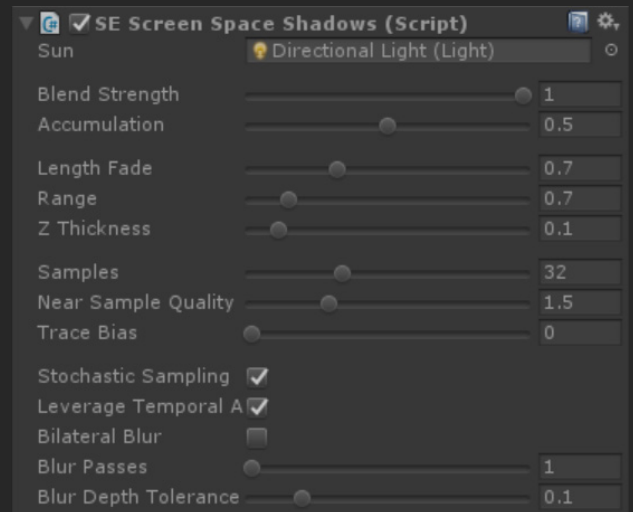 SE Screen Space Shadows (Script)
Sun Directional Light (Light)
Blend Strength 1
Accumulation 0.5
Length Fade 0.7
Range 0.7
Z Thickness 0.1
Samples 32
Near Sample Quality 1.5
Trace Bias 0
Stochastic Sampling
Leverage Temporal A
Bilateral Blur
Blur Passes 1
Blur Depth Tolerance 0.1